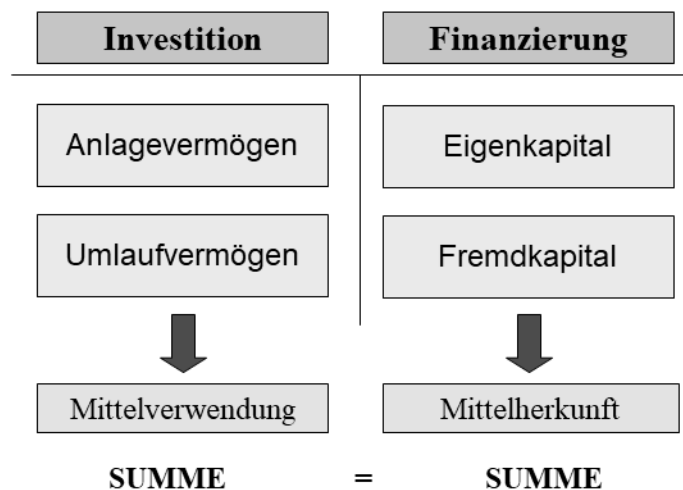 Investition
Finanzierung
Anlagevermögen
Eigenkapital
Umlaufvermögen
Fremdkapital
Mittelverwendung
Mittelherkunft
SUMME = SUMME